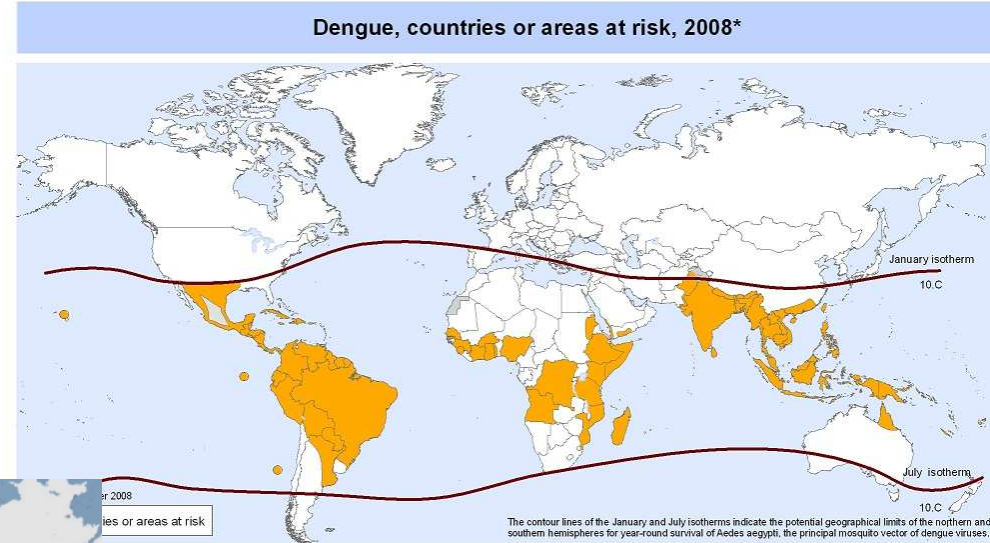 Dengue, countries or areas at risk, 2008*
January isotherm
10.C
July isotherm
10.C
er 2008
ies or areas at risk
The contour lines of the January and July isotherms indicate the potential geographical limits of the northern and
southern hemispheres for year-round survival of Aedes aegypti, the principal mosquito vector of dengue viruses.